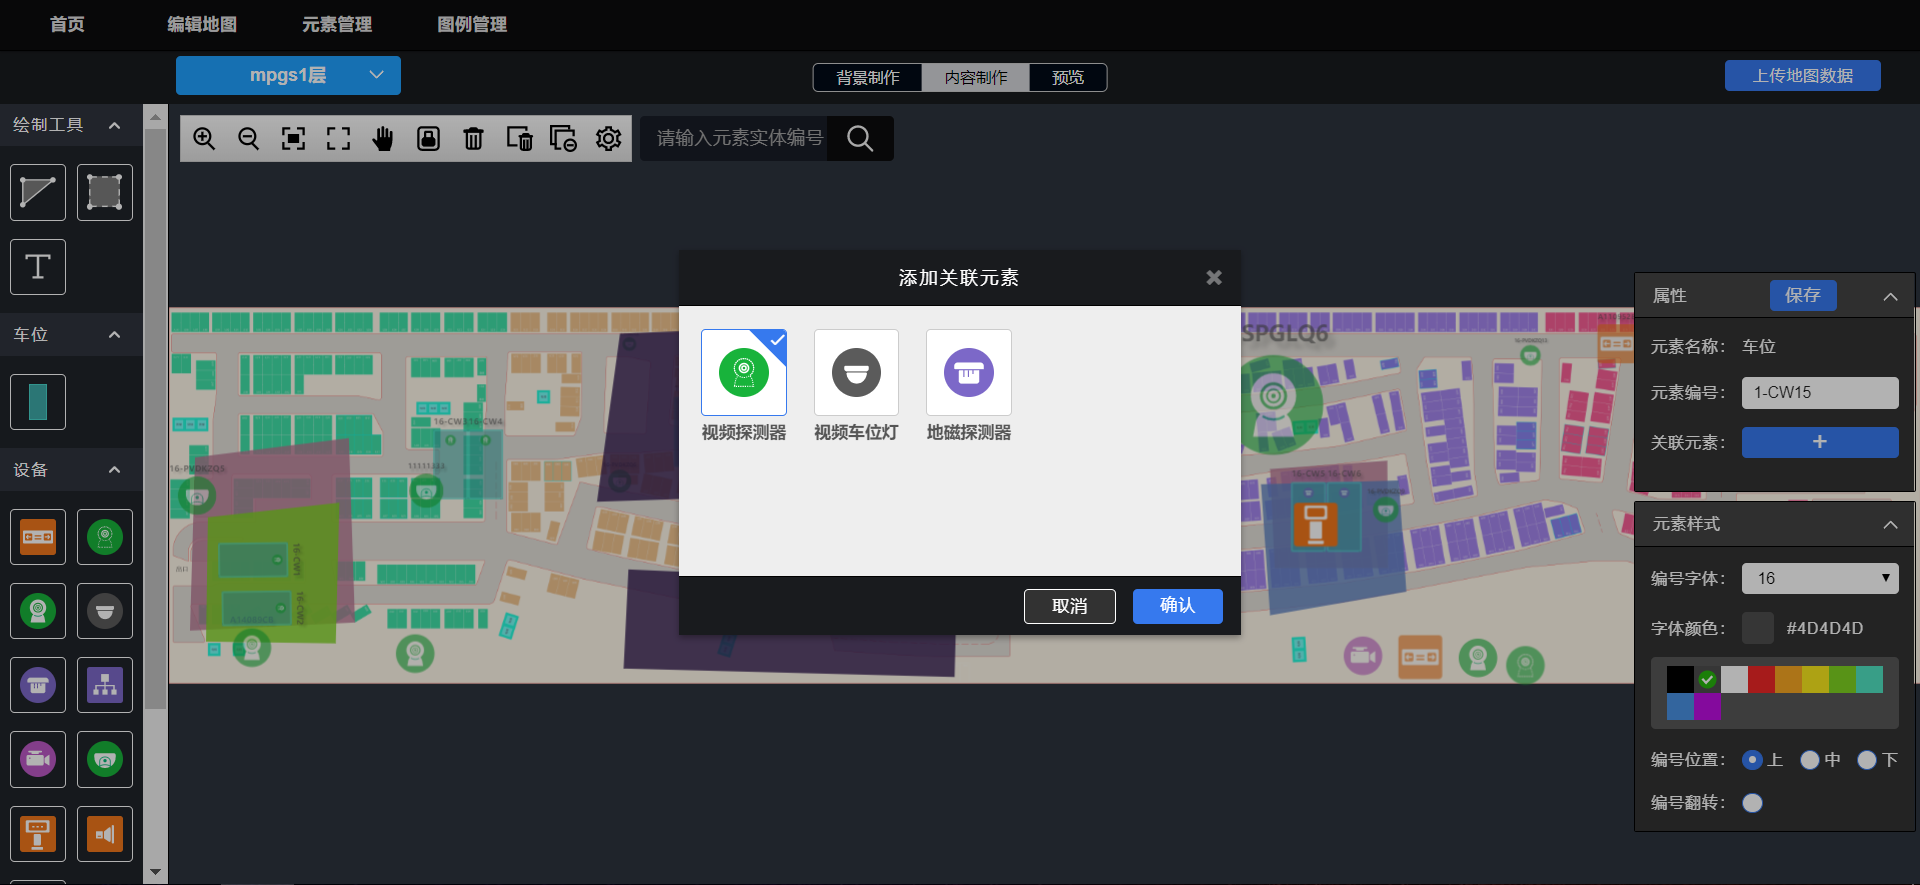 首页 编辑地图 元素管理 图例管理
mpgs1层
背景制作 内容制作 预览
上传地图数据
绘制工具
请输入元素实体编号
T
车位
设备
添加关联元素
视频探测器 视频车位灯 地磁探测器
取消 确认
SPGLQ6
16-CW3 16-CW4
16-CW1
16-CW2
16-CW5 16-CW6
属性 保存
元素名称： 车位
元素编号： 1-CW15
关联元素： +
元素样式
编号字体： 16
字体颜色： #4D4D4D
编号位置： 上 中 下
编号翻转：